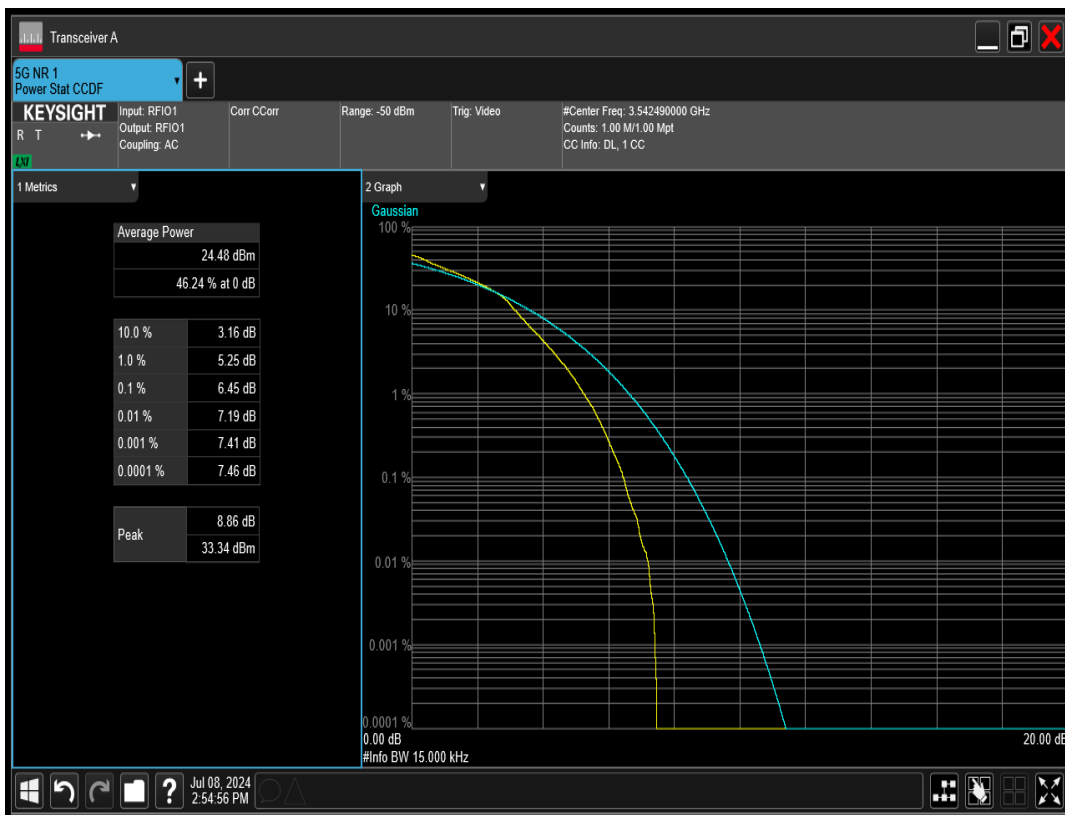 Transceiver A
5G NR 1
Power Stat CCDF
+
KEYSIGHT
R T
LXI
Input: RFIO1
Output: RFIO1
Coupling: AC
Corr CCorr
Range: -50 dBm
Trig: Video
#Center Freq: 3.542490000 GHz
Counts: 1.00 M/1.00 Mpt
CC Info: DL, 1 CC
1 Metrics
Average Power
24.48 dBm
46.24 % at 0 dB
10.0 % 3.16 dB
1.0 % 5.25 dB
0.1 % 6.45 dB
0.01 % 7.19 dB
0.001 % 7.41 dB
0.0001 % 7.46 dB
Peak
8.86 dB
33.34 dBm
2 Graph
Gaussian
100 %
10 %
1 %
0.1 %
0.01 %
0.001 %
0.0001 %
0.00 dB
20.00 dB
#Info BW 15.000 kHz
?
Jul 08, 2024
2:54:56 PM